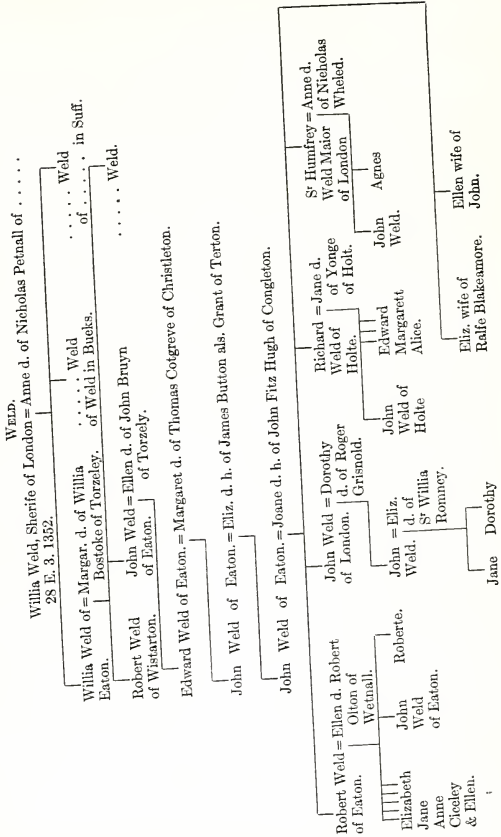 WELD.
Willia Weld, Sherife of London = Anne d. of Nicholas Petnall of . . . . . .
28 E. 3. 1352.
Willia Weld of = Margar. d. of Willia
Eaton. Bostoke of Torzeley.
. . . . . . Weld
of Weld in Bucks.
. . . . . . Weld
of . . . . . . in Suff.
Robert Weld
of Wistarton.
John Weld = Ellen d. of John Bruyn
of Eaton. of Torzely.
. . . . . . Weld.
Edward Weld of Eaton. = Margaret d. of Thomas Cotgreve of Christleton.
John Weld of Eaton. = Eliz. d. h. of James Button als. Grant of Terton.
John Weld of Eaton. = Joane d. h. of John Fitz Hugh of Congleton.
Robert Weld = Ellen d. Robert
of Eaton. Olton of
Wetnall.
John Weld = Dorothy
of London. d. of Roger
Grisnold.
Richard = Jane d.
Weld of of Yonge
Holte. of Holt.
Sr Humfrey = Anne d.
Weld Maior of Nicholas
of London Wheled.
Elizabeth
Jane
Anne
Ciceley
& Ellen.
John
Weld
of Eaton.
Roberte.
John = Eliz.
Weld. d. of
Sr Willia
Romney.
John
Weld of
Holte
Edward
Margarett
Alice.
John
Weld.
Agnes
Jane
Dorothy
Eliz. wife of
Ralfe Blakeamore.
Ellen wife of
John.